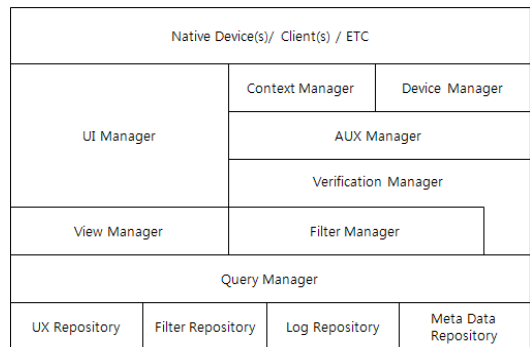 Native Device(s)/ Client(s) / ETC
Context Manager
Device Manager
UI Manager
AUX Manager
Verification Manager
View Manager
Filter Manager
Query Manager
UX Repository
Filter Repository
Log Repository
Meta Data
Repository